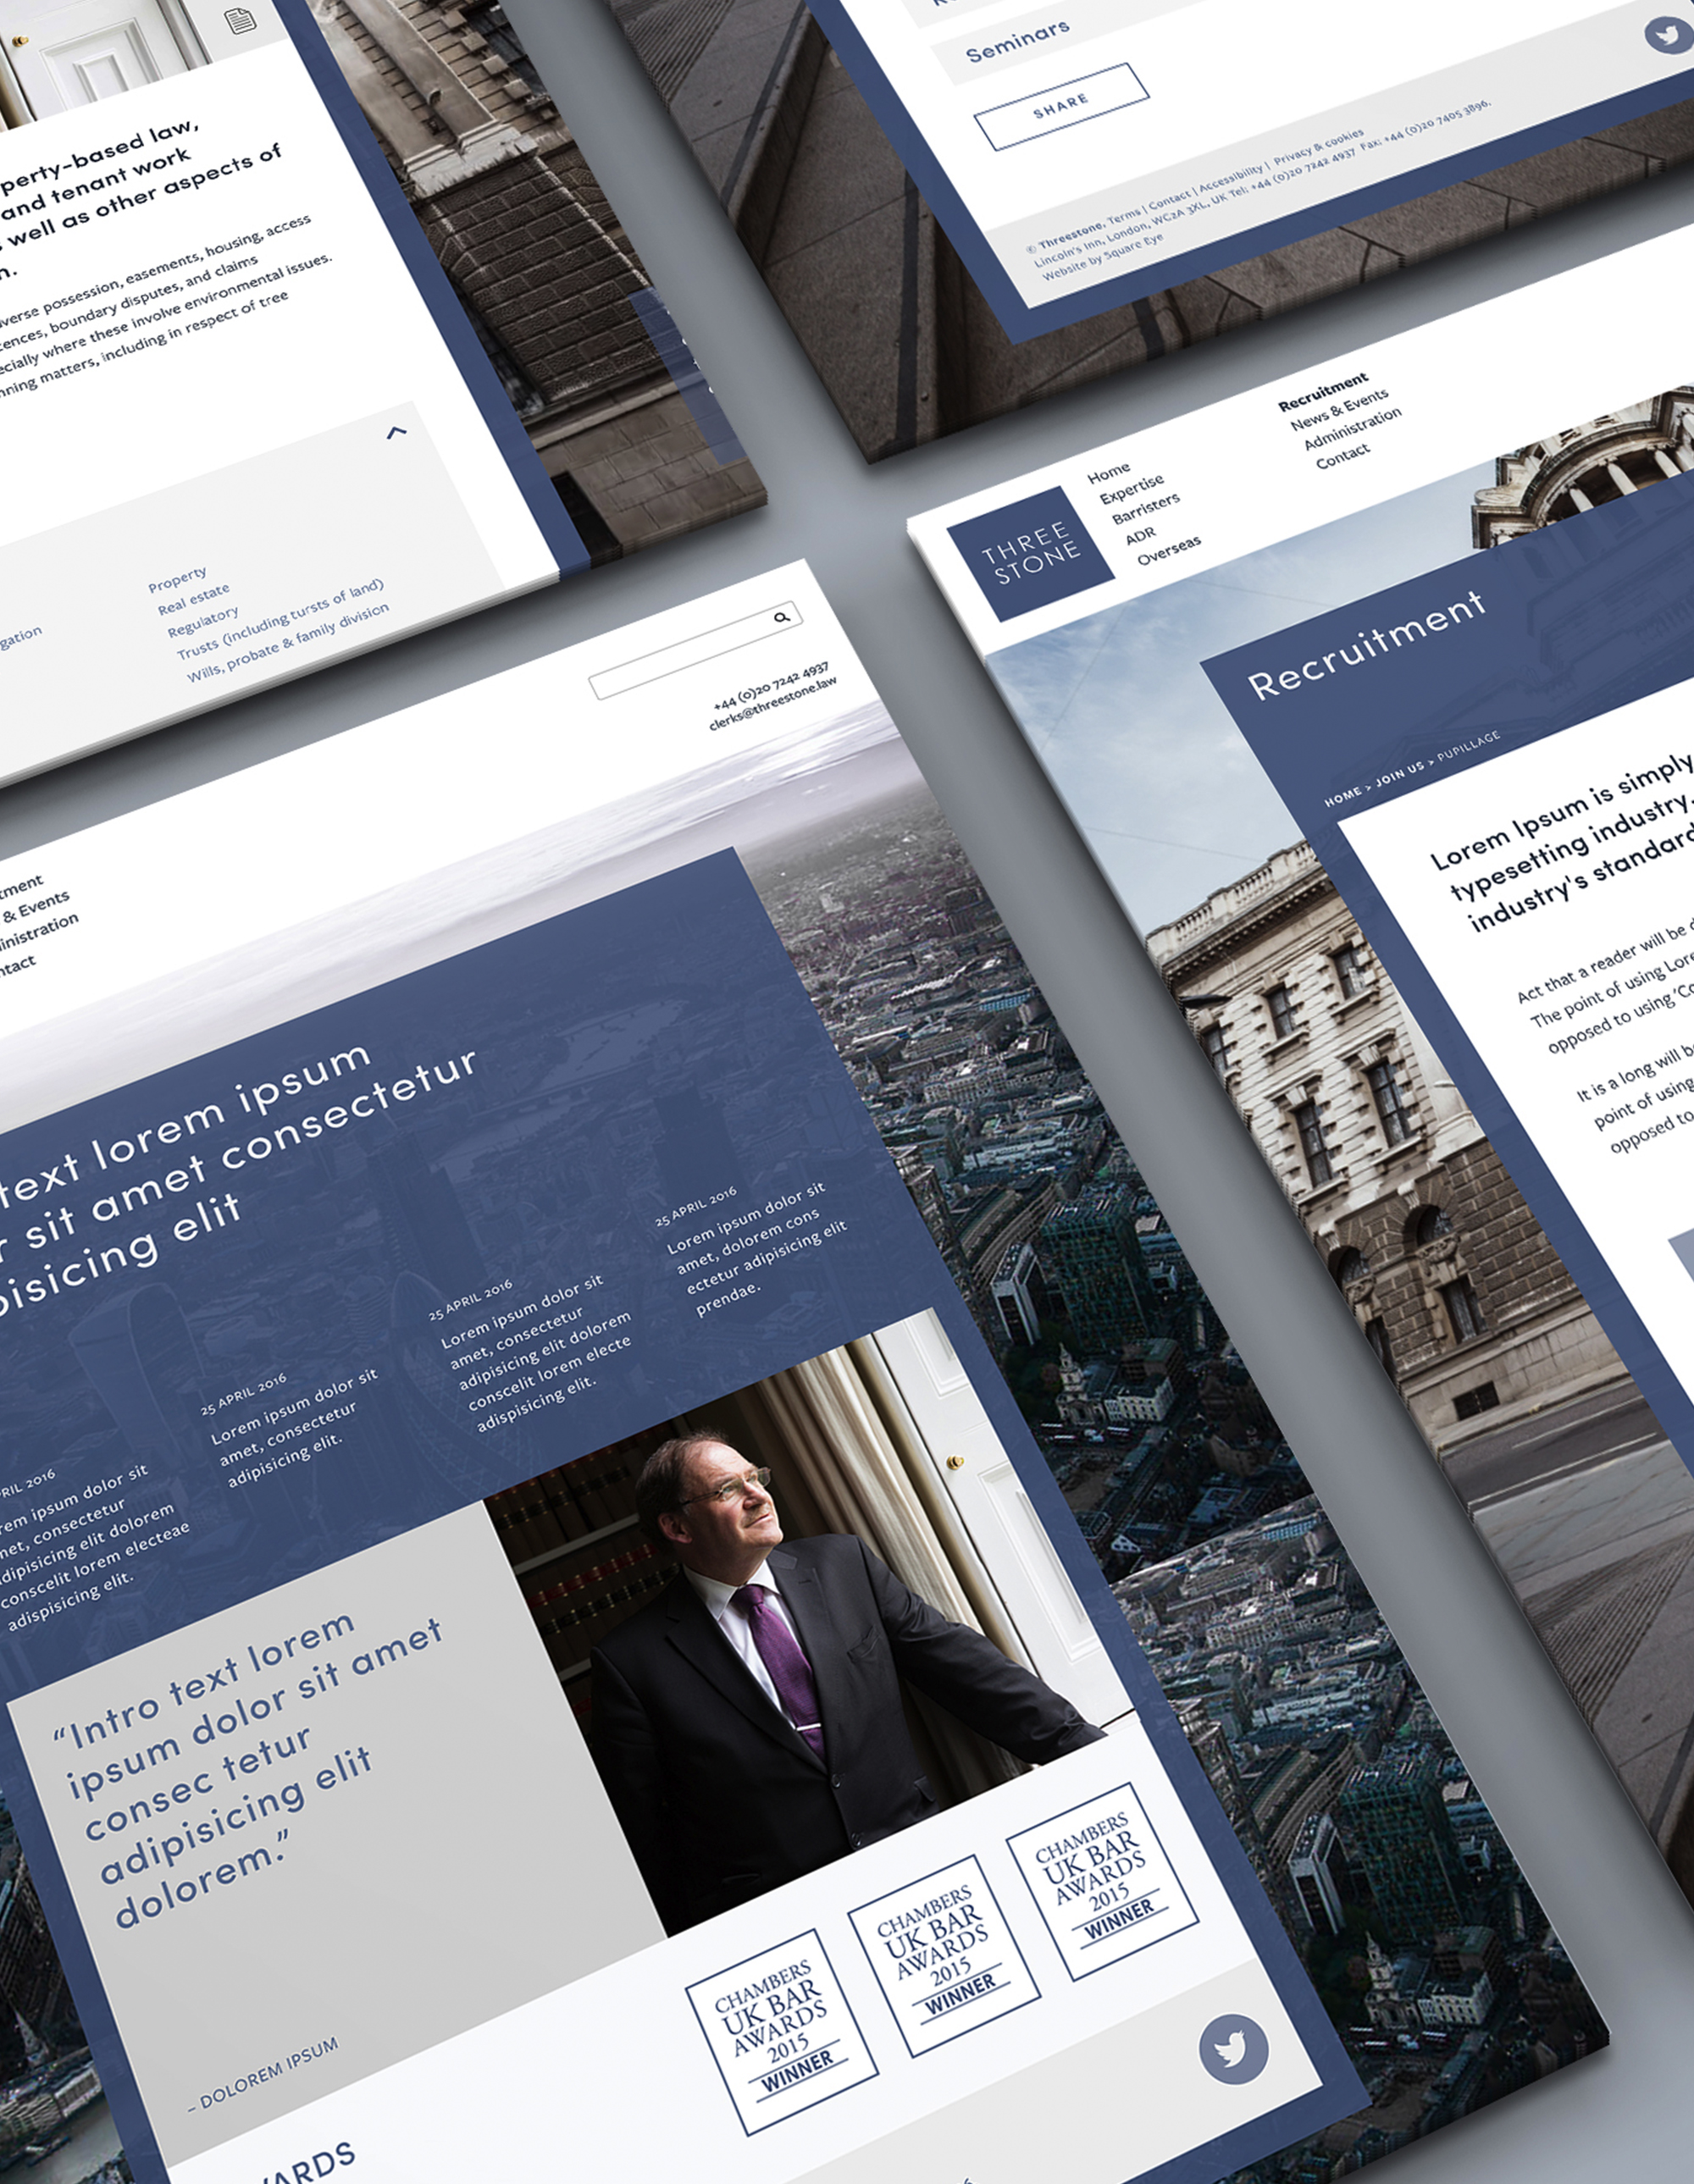 perty-based law,
and tenant work
well as other aspects of
verse possession, easements, housing, access
cences, boundary disputes, and claims
ecially where these involve environmental issues.
nning matters, including in respect of tree
gation
Property
Real estate
Regulatory
Trusts (including tursts of land)
Wills, probate & family division
Seminars
SHARE
© Threestone. Terms | Contact | Accessibility | Privacy & cookies
Lincoln's Inn, London, WC2A 3XL, UK Tel: +44 (0)20 7242 4937 Fax: +44 (0)20 7405 3896.
Website by Square Eye
THREE
STONE
Home
Expertise
Barristers
ADR
Overseas
Recruitment
News & Events
Administration
Contact
Recruitment
HOME > JOIN US > PUPILLAGE
Lorem Ipsum is simply
typesetting industry.
industry's standard
Act that a reader will be d
The point of using Lore
opposed to using 'Co
It is a long will be
point of using
opposed to
+44 (0)20 7242 4937
clerks@threestone.law
tment
& Events
inistration
ntact
text lorem ipsum
r sit amet consectetur
pisicing elit
RIL 2016
rem ipsum dolor sit
met, consectetur
dipisicing elit dolorem
conscelit lorem electeae
adispisicing elit.
25 APRIL 2016
Lorem ipsum dolor sit
amet, consectetur
adipisicing elit.
25 APRIL 2016
Lorem ipsum dolor sit
amet, consectetur
adipisicing elit dolorem
conscelit lorem electe
adispisicing elit.
25 APRIL 2016
Lorem ipsum dolor sit
amet, dolorem cons
ectetur adipisicing elit
prendae.
“Intro text lorem
ipsum dolor sit amet
consec tetur
adipisicing elit
dolorem.”
– DOLOREM IPSUM
WARDS
CHAMBERS
UK BAR
AWARDS
2015
WINNER
CHAMBERS
UK BAR
AWARDS
2015
WINNER
CHAMBERS
UK BAR
AWARDS
2015
WINNER